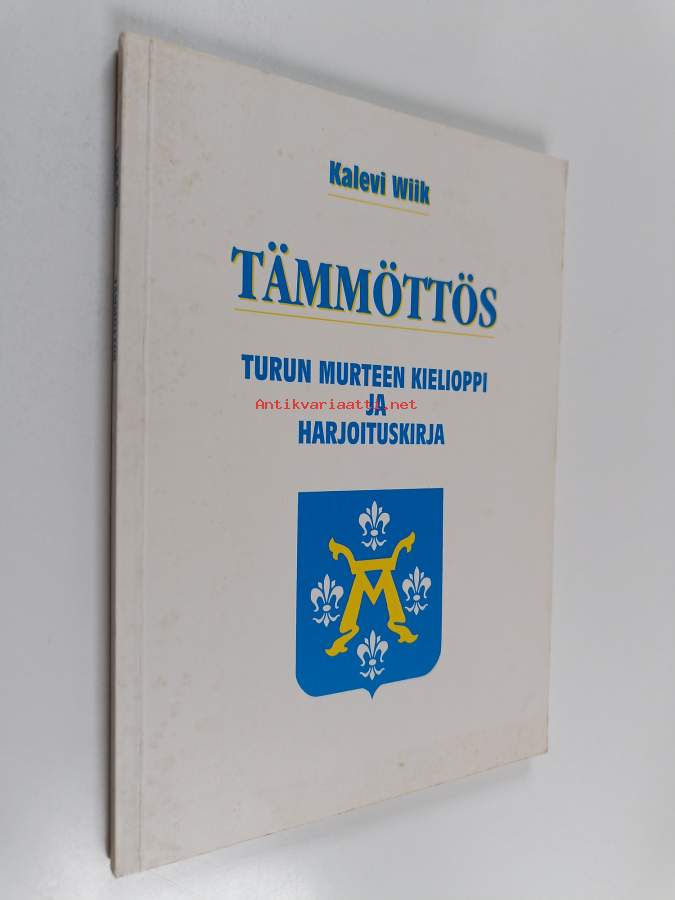 Kalevi Wiik
TÄMMÖTTÖS
TURUN MURTEEN KIELIOPPI
Antikvariaatti.net
JA
HARJOITUSKIRJA